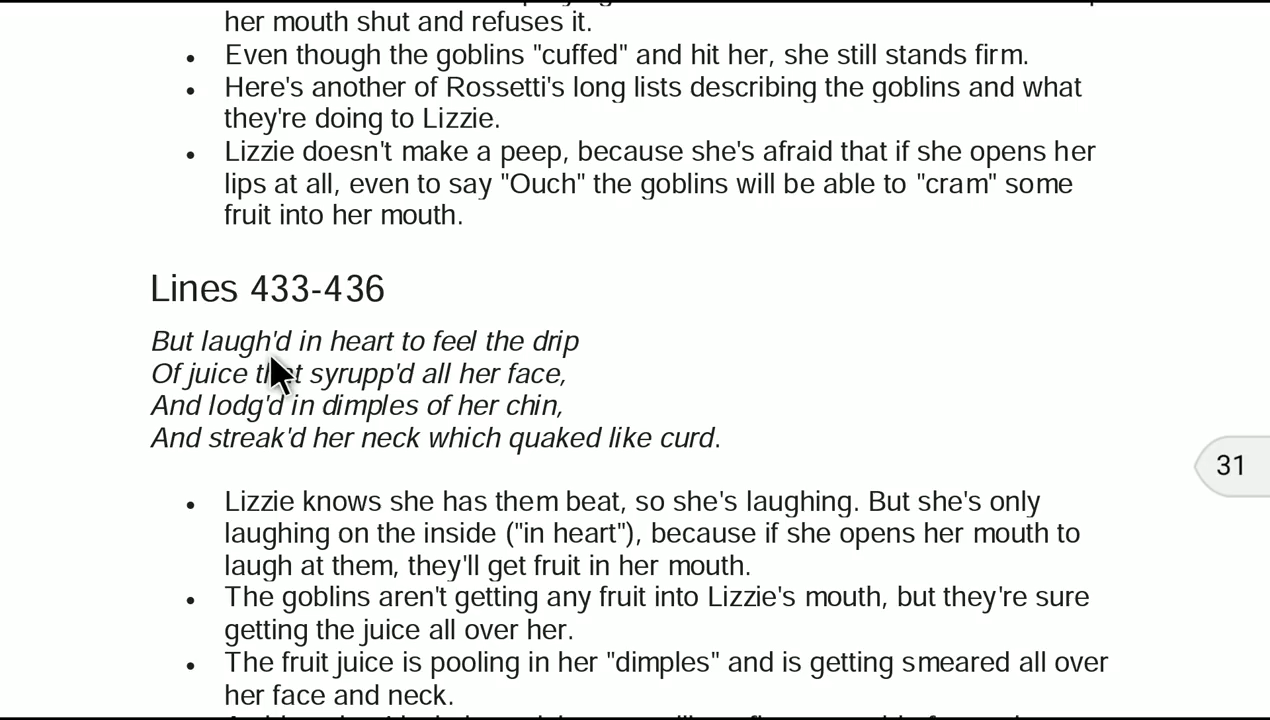 her mouth shut and refuses it.
• Even though the goblins "cuffed" and hit her, she still stands firm.
• Here's another of Rossetti's long lists describing the goblins and what
they're doing to Lizzie.
• Lizzie doesn't make a peep, because she's afraid that if she opens her
lips at all, even to say "Ouch" the goblins will be able to "cram" some
fruit into her mouth.
Lines 433-436
But laugh'd in heart to feel the drip
Of juice that syrupp'd all her face,
And lodg'd in dimples of her chin,
And streak'd her neck which quaked like curd.
31
• Lizzie knows she has them beat, so she's laughing. But she's only
laughing on the inside ("in heart"), because if she opens her mouth to
laugh at them, they'll get fruit in her mouth.
• The goblins aren't getting any fruit into Lizzie's mouth, but they're sure
getting the juice all over her.
• The fruit juice is pooling in her "dimples" and is getting smeared all over
her face and neck.